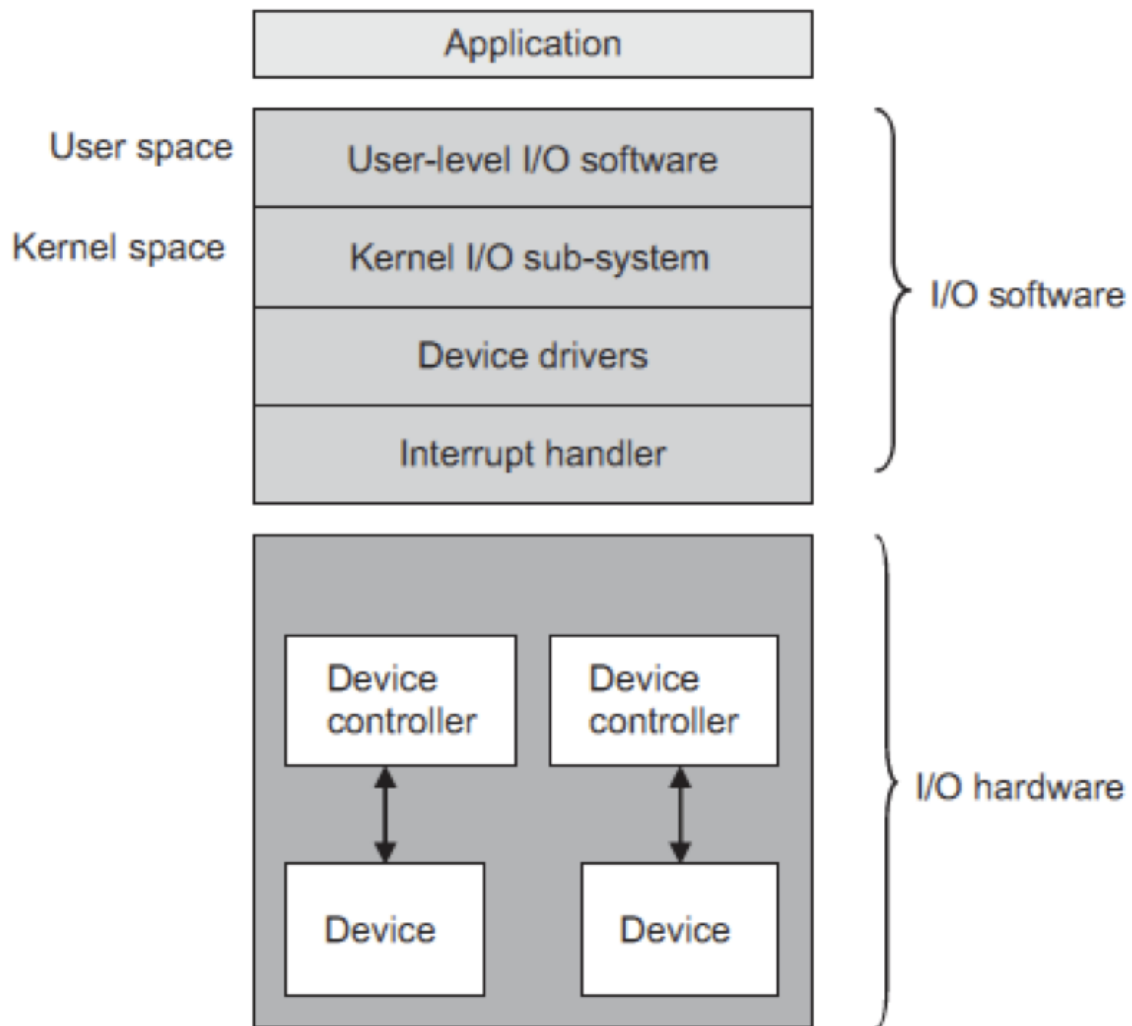 Application
User space
User-level I/O software
Kernel space
Kernel I/O sub-system
I/O software
Device drivers
Interrupt handler
Device
controller
Device
controller
I/O hardware
Device
Device